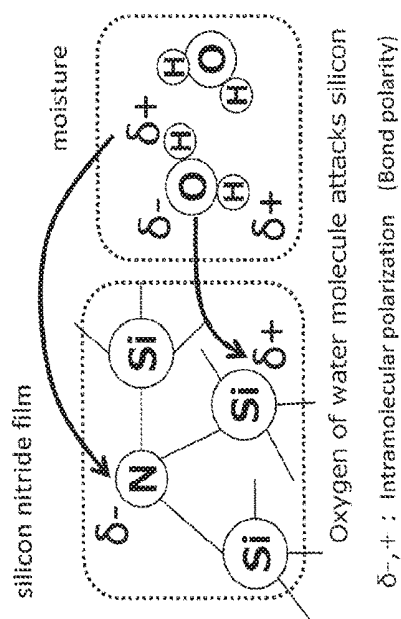 silicon nitride film
moisture
δ-
N
Si
Si
Si
δ+
δ-
O
H
δ+
H
δ+
H
O
H
Oxygen of water molecule attacks silicon
δ-,+ : Intramolecular polarization (Bond polarity)